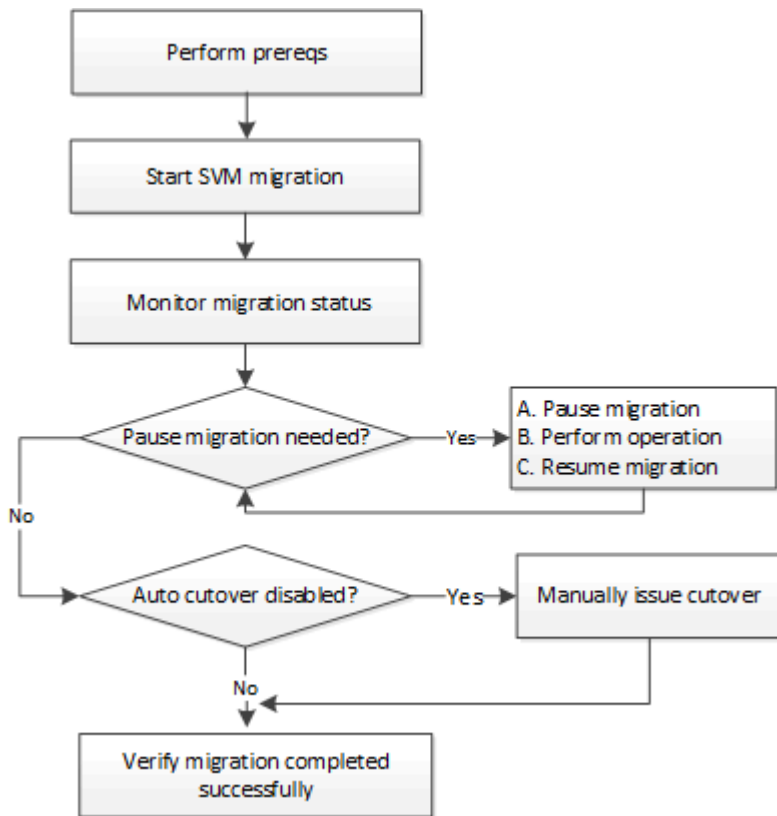 Perform prereqs
Start SVM migration
Monitor migration status
Pause migration needed?
Yes
A. Pause migration
B. Perform operation
C. Resume migration
No
Auto cutover disabled?
Yes
Manually issue cutover
No
Verify migration completed
successfully